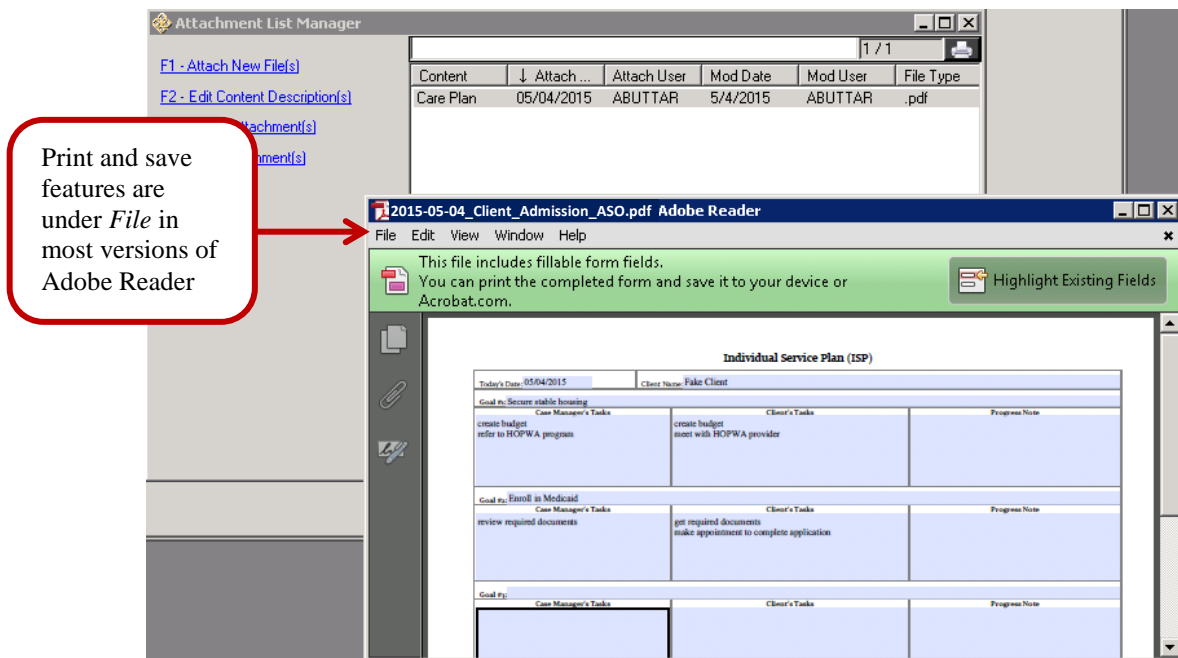 Attachment List Manager
1 / 1
F1 - Attach New File(s)
F2 - Edit Content Description(s)
ttachment(s)
nment(s)
Content ↓ Attach ... Attach User Mod Date Mod User File Type
Care Plan 05/04/2015 ABUTTAR 5/4/2015 ABUTTAR .pdf
Print and save
features are
under File in
most versions of
Adobe Reader
2015-05-04_Client_Admission_ASO.pdf Adobe Reader
File Edit View Window Help
This file includes fillable form fields.
You can print the completed form and save it to your device or
Acrobat.com.
Highlight Existing Fields
Individual Service Plan (ISP)
Today's Date: 05/04/2015 Client Name: Fake Client
Goal #1: Secure stable housing
Case Manager's Tasks Client's Tasks Progress Note
create budget create budget
refer to HOPWA program meet with HOPWA provider
Goal #2: Enroll in Medicaid
Case Manager's Tasks Client's Tasks Progress Note
review required documents get required documents
make appointment to complete application
Goal #3:
Case Manager's Tasks Client's Tasks Progress Note